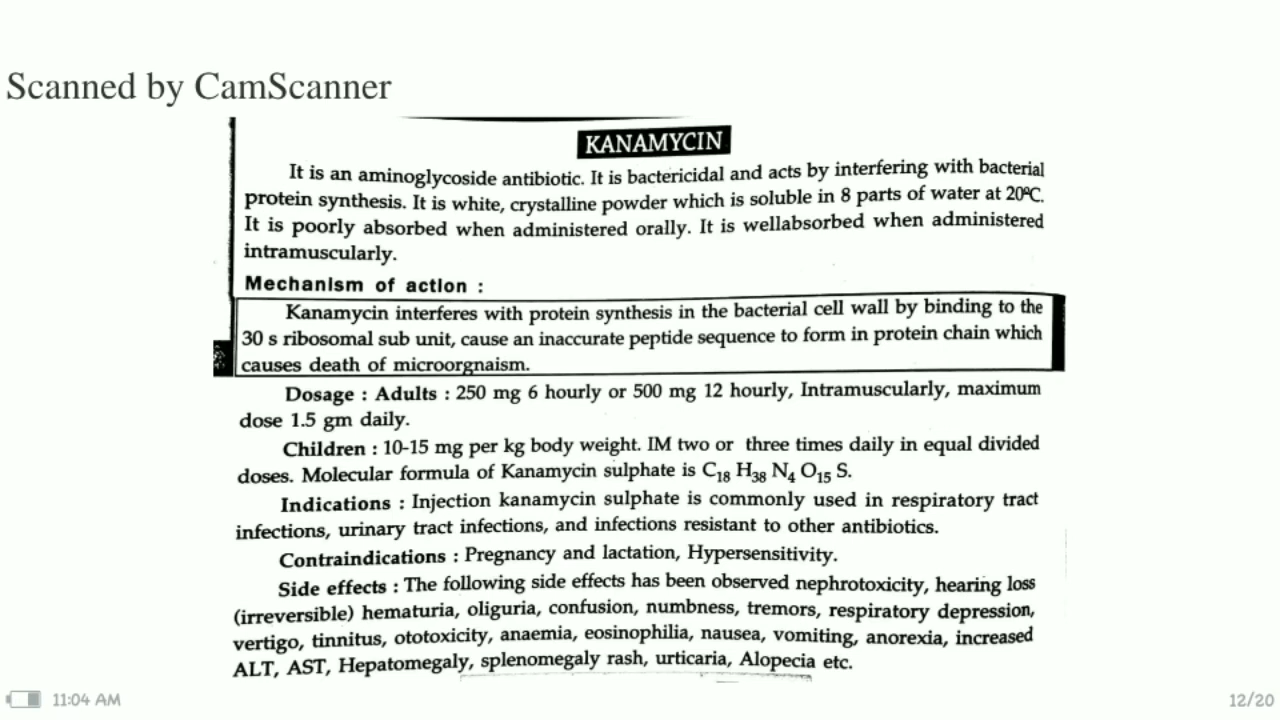 Scanned by CamScanner
KANAMYCIN
It is an aminoglycoside antibiotic. It is bactericidal and acts by interfering with bacterial
protein synthesis. It is white, crystalline powder which is soluble in 8 parts of water at 20ºC.
It is poorly absorbed when administered orally. It is wellabsorbed when administered
intramuscularly.
Mechanism of action :
Kanamycin interferes with protein synthesis in the bacterial cell wall by binding to the
30 s ribosomal sub unit, cause an inaccurate peptide sequence to form in protein chain which
causes death of microorgnaism.
Dosage : Adults : 250 mg 6 hourly or 500 mg 12 hourly, Intramuscularly, maximum
dose 1.5 gm daily.
Children : 10-15 mg per kg body weight. IM two or three times daily in equal divided
doses. Molecular formula of Kanamycin sulphate is C₁₈ H₃₈ N₄ O₁₅ S.
Indications : Injection kanamycin sulphate is commonly used in respiratory tract
infections, urinary tract infections, and infections resistant to other antibiotics.
Contraindications : Pregnancy and lactation, Hypersensitivity.
Side effects : The following side effects has been observed nephrotoxicity, hearing loss
(irreversible) hematuria, oliguria, confusion, numbness, tremors, respiratory depression,
vertigo, tinnitus, ototoxicity, anaemia, eosinophilia, nausea, vomiting, anorexia, increased
ALT, AST, Hepatomegaly, splenomegaly rash, urticaria, Alopecia etc.
11:04 AM
12/20